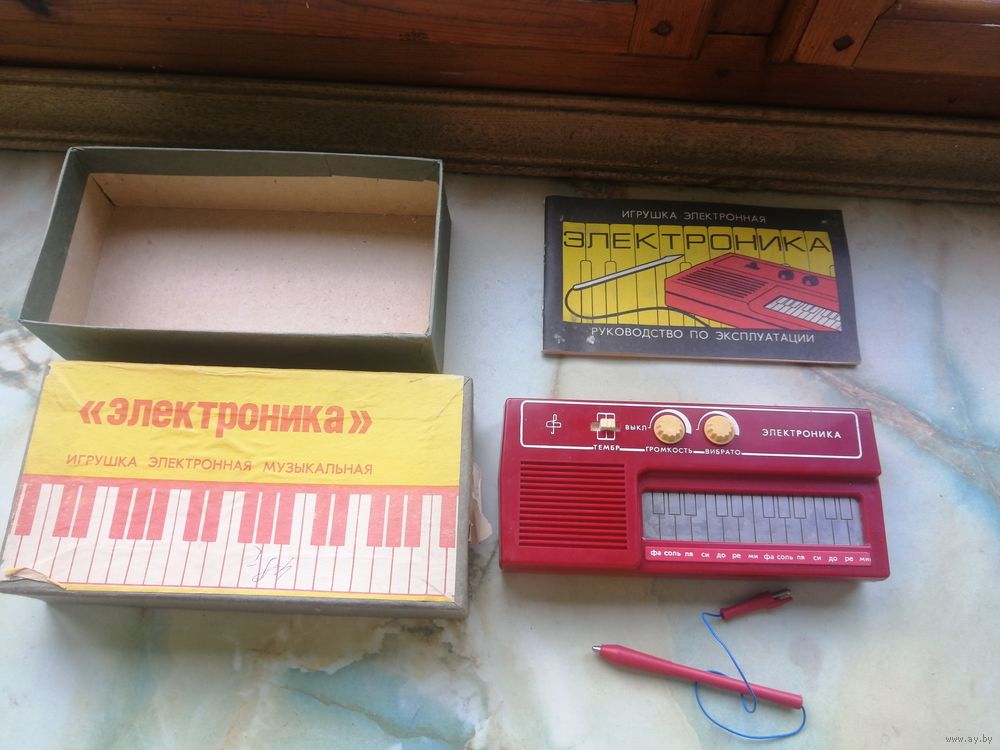 ИГРУШКА ЭЛЕКТРОННАЯ
ЭЛЕКТРОНИКА
РУКОВОДСТВО ПО ЭКСПЛУАТАЦИИ
«электроника»
ИГРУШКА ЭЛЕКТРОННАЯ МУЗЫКАЛЬНАЯ
ВЫКЛ
ТЕМБР ГРОМКОСТЬ ВИБРАТО
ЭЛЕКТРОНИКА
фа соль ля си до ре ми фа соль ля си до ре ми
www.ay.by